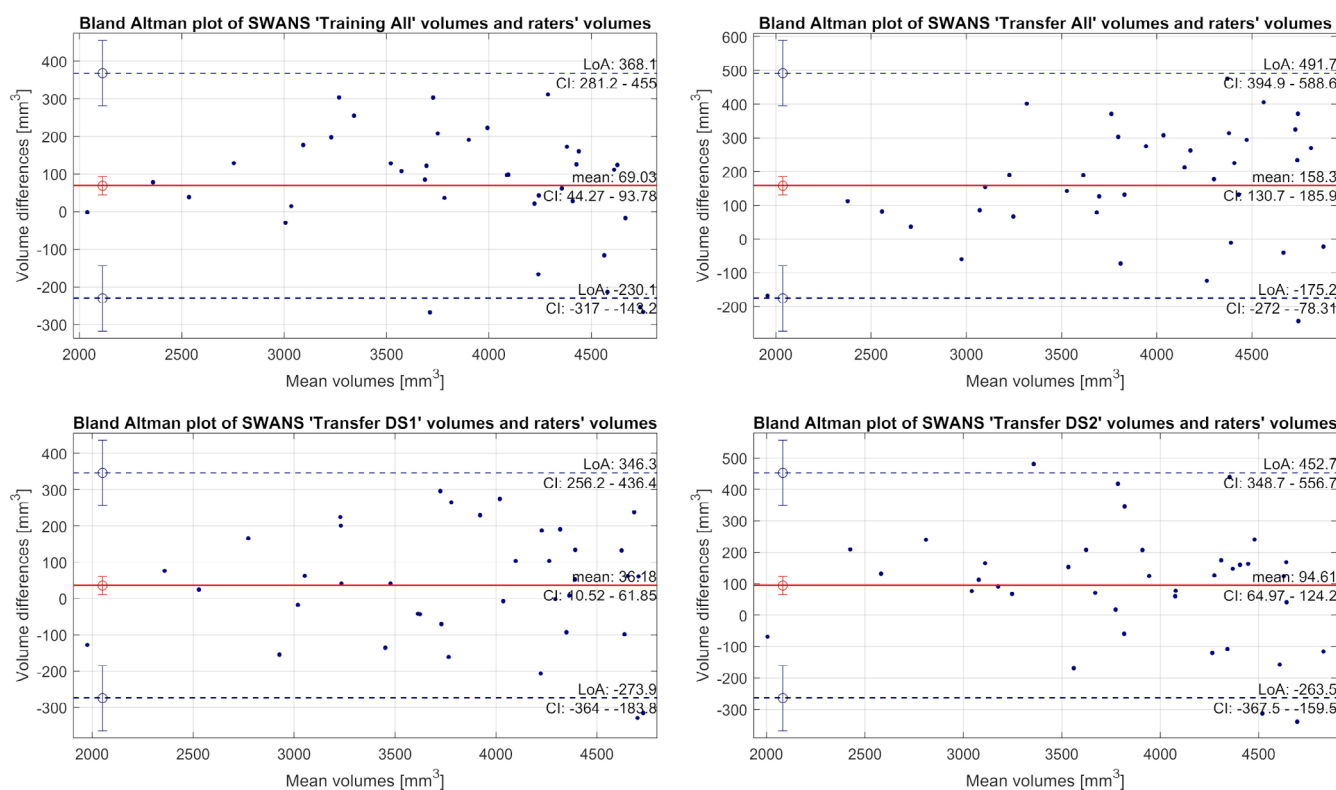 Bland Altman plot of SWANS 'Training All' volumes and raters' volumes
Volume differences [mm3]
400
300
200
100
0
-100
-200
-300
LoA: 368.1
CI: 281.2 - 455
mean: 69.03
CI: 44.27 - 93.78
LoA: -230.1
CI: -317 - -143.2
2000 2500 3000 3500 4000 4500
Mean volumes [mm3]
Bland Altman plot of SWANS 'Transfer All' volumes and raters' volumes
Volume differences [mm3]
600
500
400
300
200
100
0
-100
-200
LoA: 491.7
CI: 394.9 - 588.6
mean: 158.3
CI: 130.7 - 185.9
LoA: -175.2
CI: -272 - -78.31
2000 2500 3000 3500 4000 4500
Mean volumes [mm3]
Bland Altman plot of SWANS 'Transfer DS1' volumes and raters' volumes
Volume differences [mm3]
400
300
200
100
0
-100
-200
-300
LoA: 346.3
CI: 256.2 - 436.4
mean: 36.18
CI: 10.52 - 61.85
LoA: -273.9
CI: -364 - -183.8
2000 2500 3000 3500 4000 4500
Mean volumes [mm3]
Bland Altman plot of SWANS 'Transfer DS2' volumes and raters' volumes
Volume differences [mm3]
500
400
300
200
100
0
-100
-200
-300
LoA: 452.7
CI: 348.7 - 556.7
mean: 94.61
CI: 64.97 - 124.2
LoA: -263.5
CI: -367.5 - -159.5
2000 2500 3000 3500 4000 4500
Mean volumes [mm3]